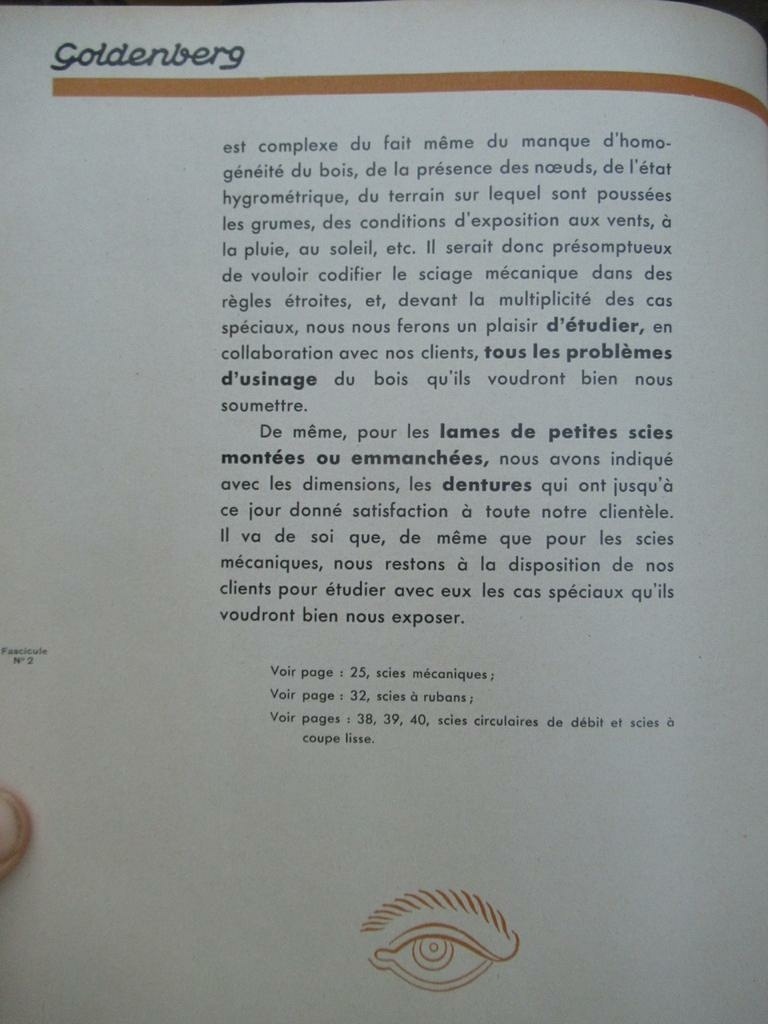 Goldenberg
est complexe du fait même du manque d'homo-
généité du bois, de la présence des nœuds, de l'état
hygrométrique, du terrain sur lequel sont poussées
les grumes, des conditions d'exposition aux vents, à
la pluie, au soleil, etc. Il serait donc présomptueux
de vouloir codifier le sciage mécanique dans des
règles étroites, et, devant la multiplicité des cas
spéciaux, nous nous ferons un plaisir d'étudier, en
collaboration avec nos clients, tous les problèmes
d'usinage du bois qu'ils voudront bien nous
soumettre.
De même, pour les lames de petites scies
montées ou emmanchées, nous avons indiqué
avec les dimensions, les dentures qui ont jusqu'à
ce jour donné satisfaction à toute notre clientèle.
Il va de soi que, de même que pour les scies
mécaniques, nous restons à la disposition de nos
clients pour étudier avec eux les cas spéciaux qu'ils
voudront bien nous exposer.
Fascicule
N° 2
Voir page : 25, scies mécaniques ;
Voir page : 32, scies à rubans ;
Voir pages : 38, 39, 40, scies circulaires de débit et scies à
coupe lisse.